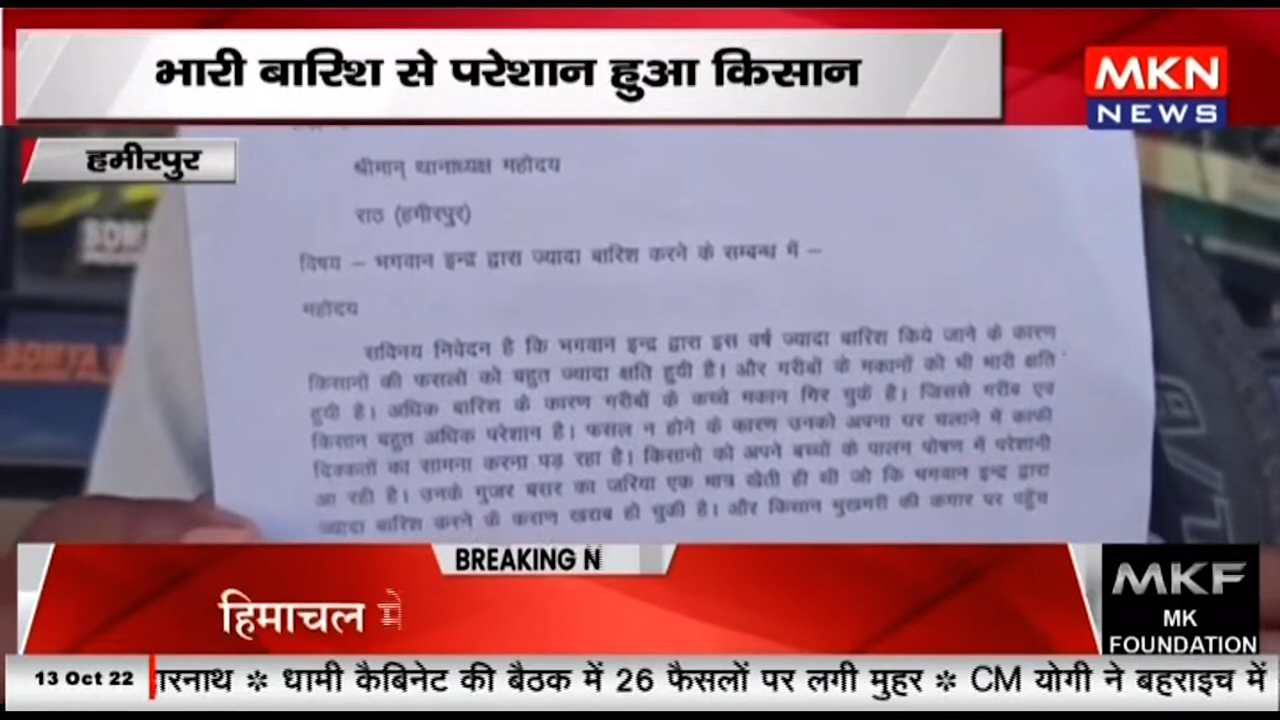 भारी बारिश से परेशान हुआ किसान
MKN
NEWS
हमीरपुर
श्रीमान् थानाध्यक्ष महोदय
राठ (हमीरपुर)
विषय – भगवान इन्द्र द्वारा ज्यादा बारिश करने के सम्बन्ध में –
महोदय
सविनय निवेदन है कि भगवान इन्द्र द्वारा इस वर्ष ज्यादा बारिश किये जाने के कारण
किसानों की फसलो को बहुत ज्यादा क्षति हुयी है। और गरीबों के मकानों को भी भारी क्षति
हुयी है। अधिक बारिश के कारण गरीबों के कच्चे मकान गिर चुकें है। जिससे गरीब एवं
किसान बहुत अधिक परेशान है। फसल न होने के कारण उनको अपना घर चलाने में काफी
दिक्कतों का सामना करना पड़ रहा है। किसानो को अपने बच्चों के पालन पोषण में परेशानी
आ रही है। उनके गुजर बसर का जरिया एक मात्र खेती ही थी जो कि भगवान इन्द्र द्वारा
ज्यादा बारिश करने के कराण खराब हो चुकी है। और किसान भुखमरी की कगार पर पहुँच
BREAKING N
हिमाचल में
MKF
MK
FOUNDATION
13 Oct 22 ारनाथ * धामी कैबिनेट की बैठक में 26 फैसलों पर लगी मुहर * CM योगी ने बहराइच में